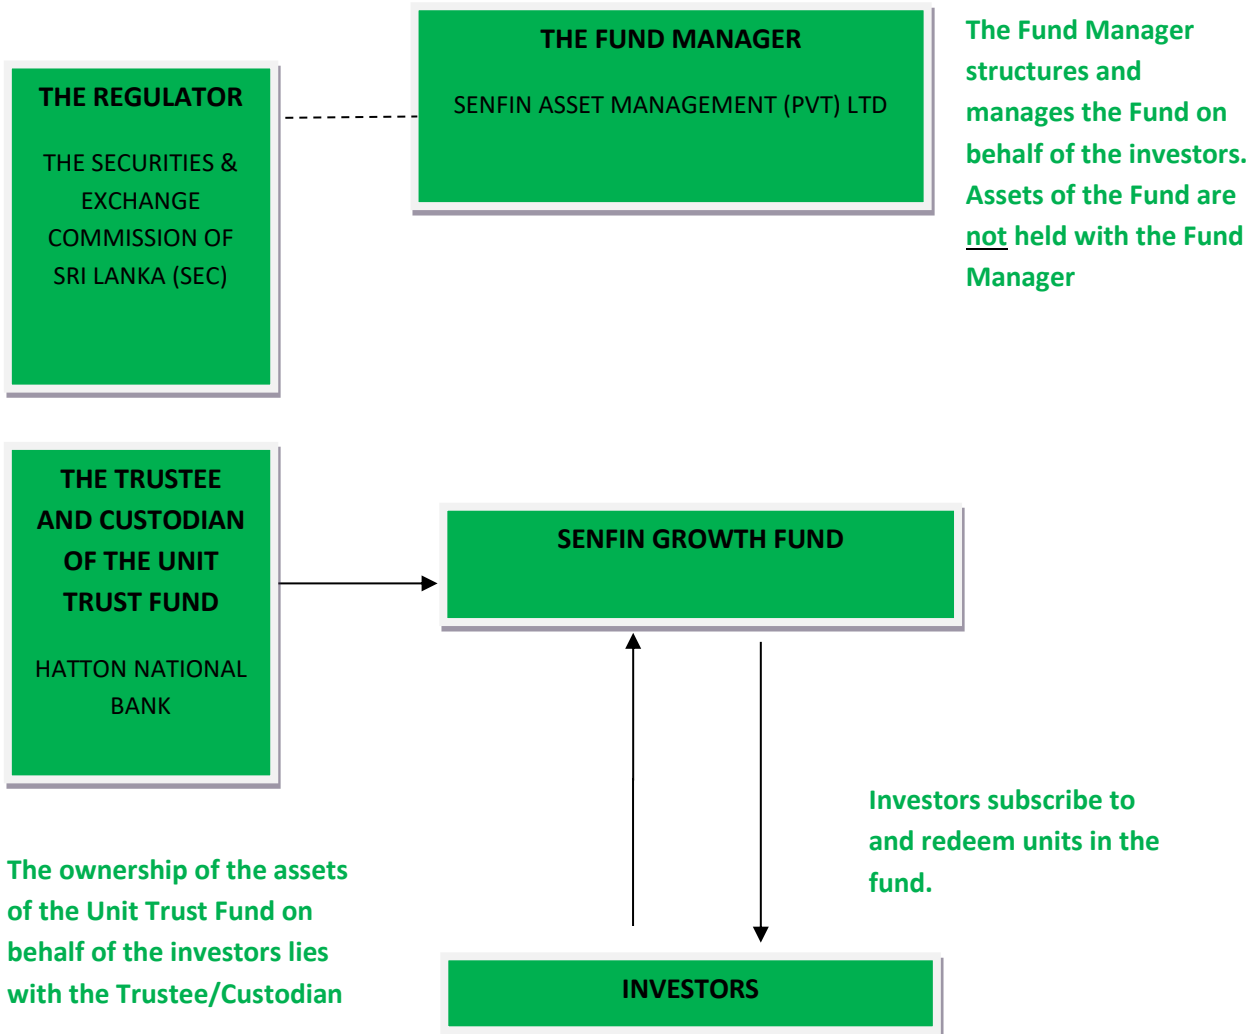 THE REGULATOR
THE SECURITIES &
EXCHANGE
COMMISSION OF
SRI LANKA (SEC)
THE FUND MANAGER
SENFIN ASSET MANAGEMENT (PVT) LTD
The Fund Manager
structures and
manages the Fund on
behalf of the investors.
Assets of the Fund are
not held with the Fund
Manager
THE TRUSTEE
AND CUSTODIAN
OF THE UNIT
TRUST FUND
HATTON NATIONAL
BANK
SENFIN GROWTH FUND
Investors subscribe to
and redeem units in the
fund.
The ownership of the assets
of the Unit Trust Fund on
behalf of the investors lies
with the Trustee/Custodian
INVESTORS